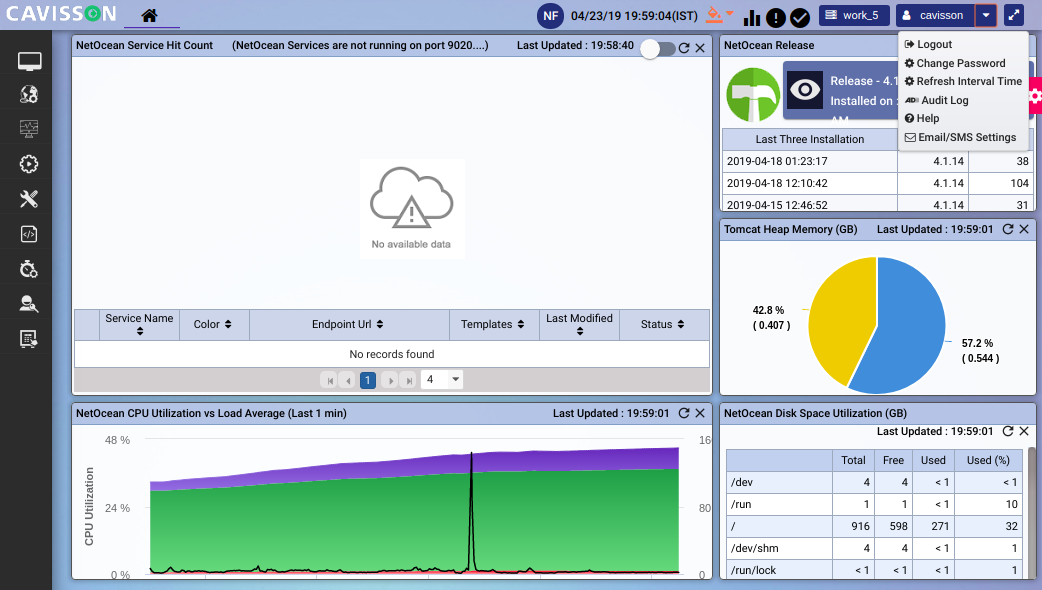 CAVISSON
NF
04/23/19 19:59:04(IST)
work_5
cavisson
Logout
Change Password
Refresh Interval Time
Audit Log
Help
Email/SMS Settings
NetOcean Service Hit Count
(NetOcean Services are not running on port 9020....)
Last Updated : 19:58:40
No available data
Service Name
Color
Endpoint Url
Templates
Last Modified
Status
No records found
1
4
NetOcean Release
Release - 4.1
Installed on
AM
Last Three Installation
2019-04-18 01:23:17 4.1.14 38
2019-04-18 12:10:42 4.1.14 104
2019-04-15 12:46:52 4.1.14 31
Tomcat Heap Memory (GB)
Last Updated : 19:59:01
42.8 %
( 0.407 )
57.2 %
( 0.544 )
NetOcean CPU Utilization vs Load Average (Last 1 min)
Last Updated : 19:59:01
CPU Utilization
48 %
24 %
0 %
16
80
0
NetOcean Disk Space Utilization (GB)
Last Updated : 19:59:01
Total Free Used Used (%)
/dev 4 4 < 1 < 1
/run 1 1 < 1 10
/ 916 598 271 32
/dev/shm 4 4 < 1 1
/run/lock < 1 < 1 < 1 1